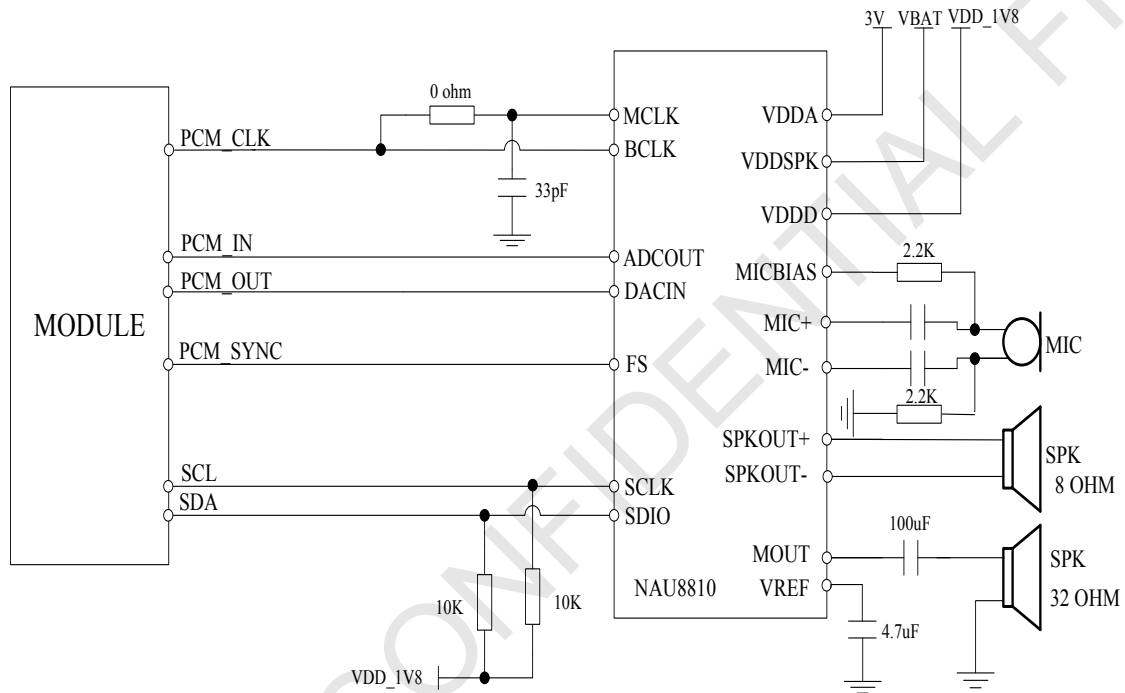 3V VBAT VDD_1V8
0 ohm
MCLK
VDDA
PCM_CLK
BCLK
VDDSPK
33pF
VDDD
PCM_IN
ADCOUT
2.2K
MICBIAS
PCM_OUT
DACIN
MODULE
MIC+
MIC
PCM_SYNC
FS
MIC-
2.2K
SPKOUT+
SPK
8 OHM
SCL
SCLK
SPKOUT-
SDA
SDIO
100uF
MOUT
SPK
32 OHM
10K
10K
NAU8810
VREF
4.7uF
VDD_1V8
CONFIDENTIAL